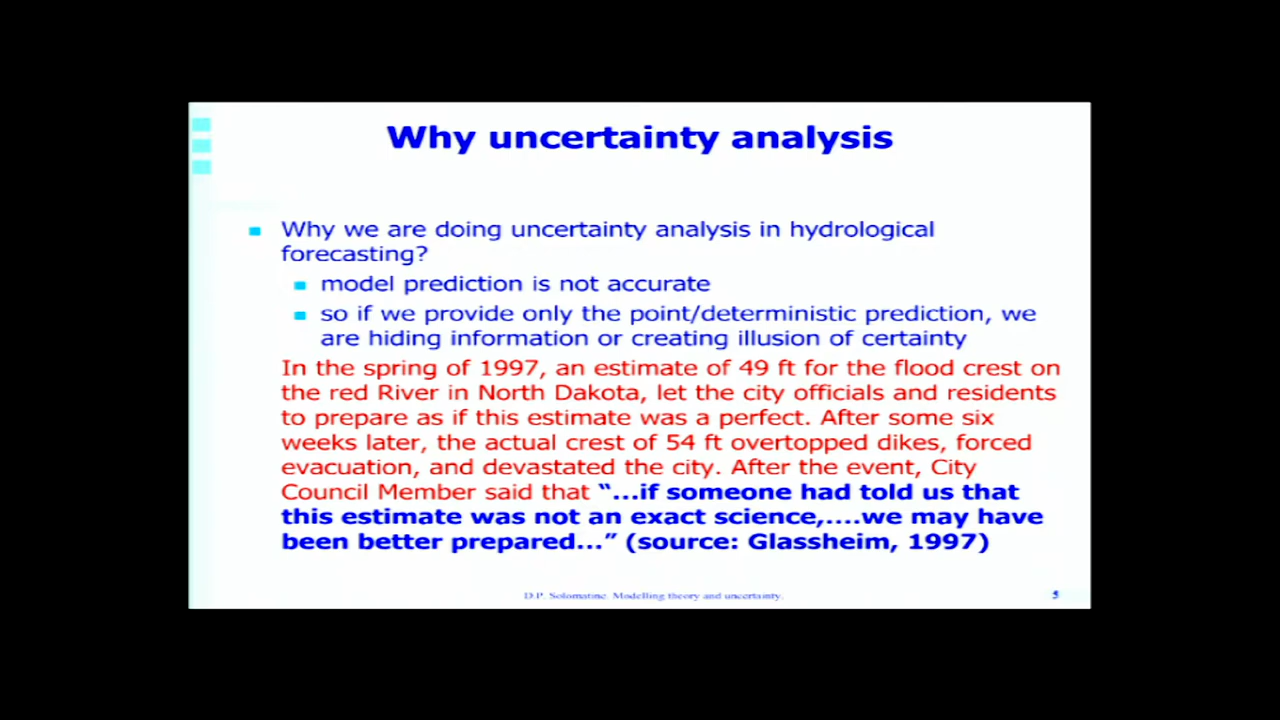 Why uncertainty analysis
Why we are doing uncertainty analysis in hydrological
forecasting?
model prediction is not accurate
so if we provide only the point/deterministic prediction, we
are hiding information or creating illusion of certainty
In the spring of 1997, an estimate of 49 ft for the flood crest on
the red River in North Dakota, let the city officials and residents
to prepare as if this estimate was a perfect. After some six
weeks later, the actual crest of 54 ft overtopped dikes, forced
evacuation, and devastated the city. After the event, City
Council Member said that “...if someone had told us that
this estimate was not an exact science,....we may have
been better prepared...” (source: Glassheim, 1997)
D.P. Solomatine. Modelling theory and uncertainty.
5